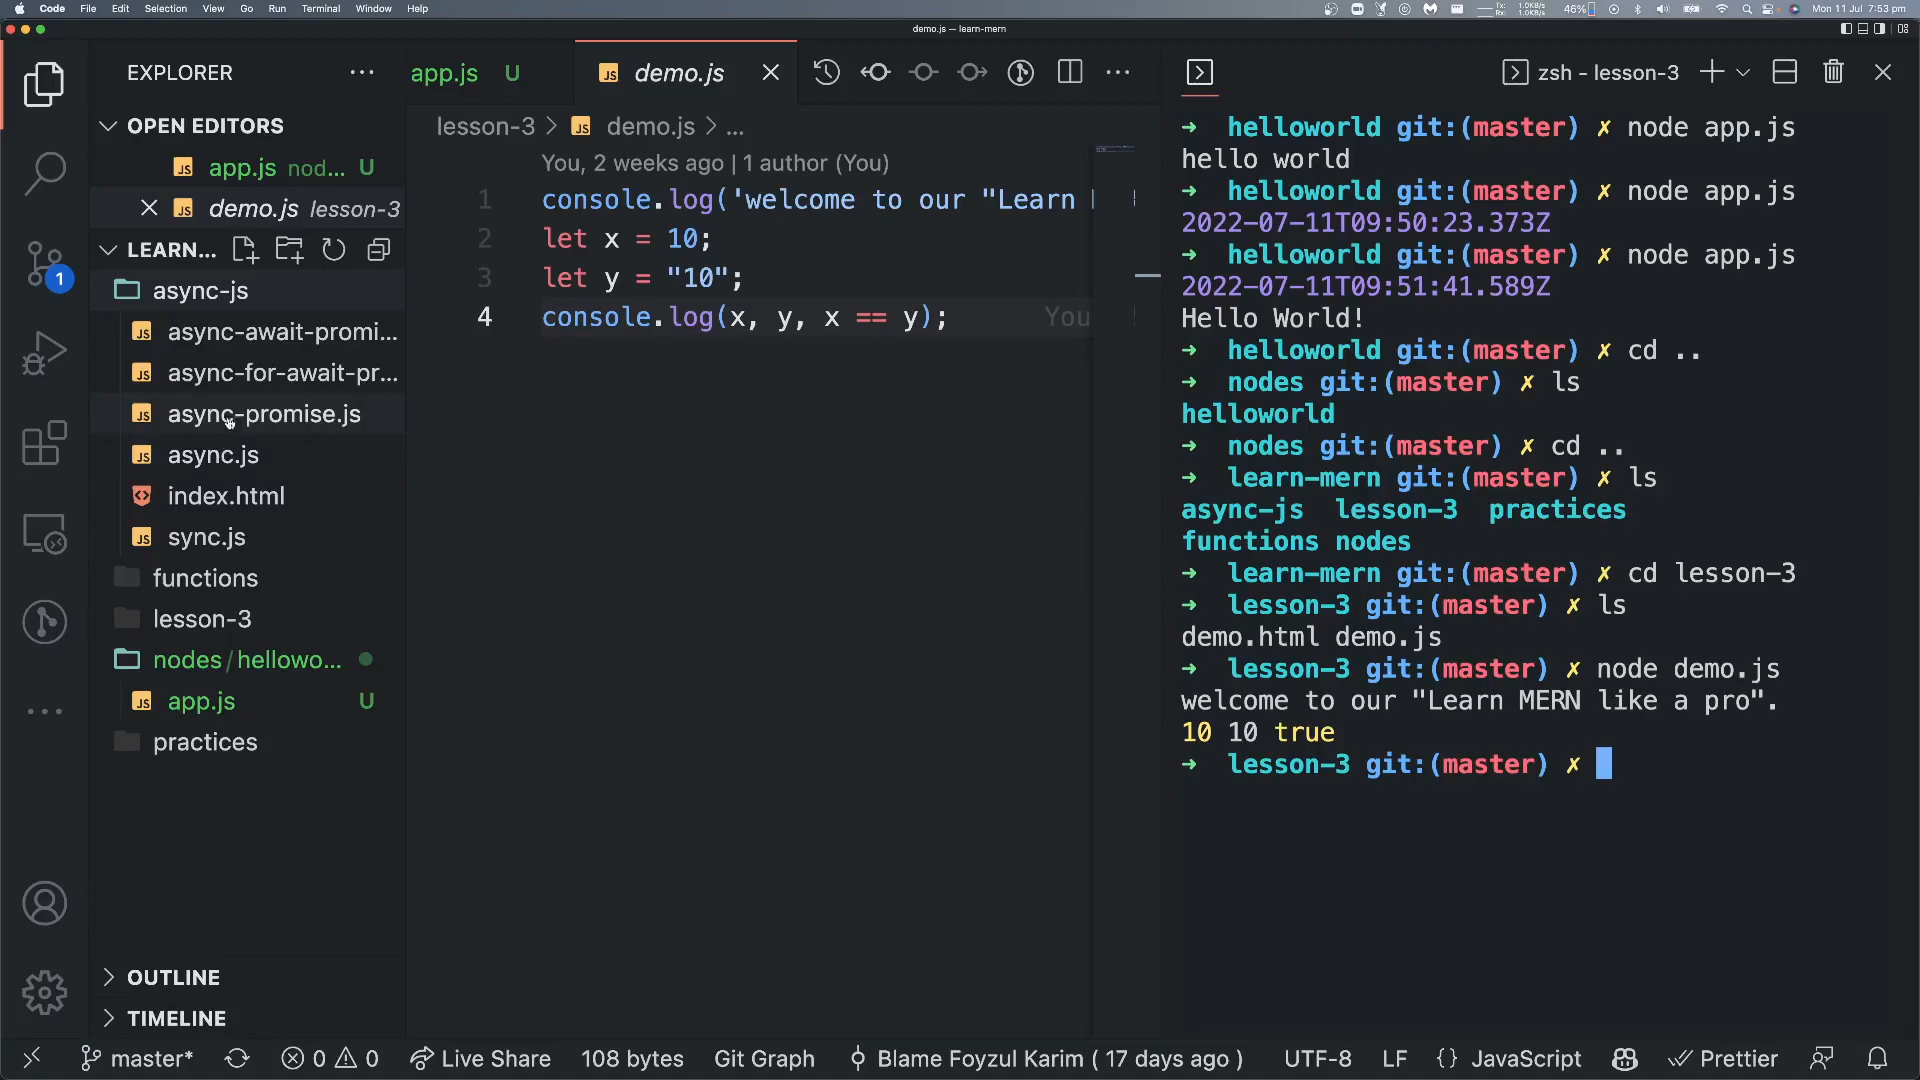 Code File Edit Selection View Go Run Terminal Window Help
Tx: 1.0KB/s
Rx: 1.0KB/s
46%
Mon 11 Jul 7:53 pm
demo.js — learn-mern
EXPLORER
OPEN EDITORS
app.js nod... U
demo.js lesson-3
LEARN...
async-js
async-await-promi...
async-for-await-pr...
async-promise.js
async.js
index.html
sync.js
functions
lesson-3
nodes/hellowo...
app.js U
practices
OUTLINE
TIMELINE
1
app.js U
demo.js
lesson-3 > demo.js > ...
You, 2 weeks ago | 1 author (You)
1 console.log('welcome to our "Learn
2 let x = 10;
3 let y = "10";
4 console.log(x, y, x == y); You
zsh - lesson-3
➜ helloworld git:(master) ✗ node app.js
hello world
➜ helloworld git:(master) ✗ node app.js
2022-07-11T09:50:23.373Z
➜ helloworld git:(master) ✗ node app.js
2022-07-11T09:51:41.589Z
Hello World!
➜ helloworld git:(master) ✗ cd ..
➜ nodes git:(master) ✗ ls
helloworld
➜ nodes git:(master) ✗ cd ..
➜ learn-mern git:(master) ✗ ls
async-js lesson-3 practices
functions nodes
➜ learn-mern git:(master) ✗ cd lesson-3
➜ lesson-3 git:(master) ✗ ls
demo.html demo.js
➜ lesson-3 git:(master) ✗ node demo.js
welcome to our "Learn MERN like a pro".
10 10 true
➜ lesson-3 git:(master) ✗
master* 0 0 Live Share 108 bytes Git Graph Blame Foyzul Karim ( 17 days ago ) UTF-8 LF {} JavaScript Prettier